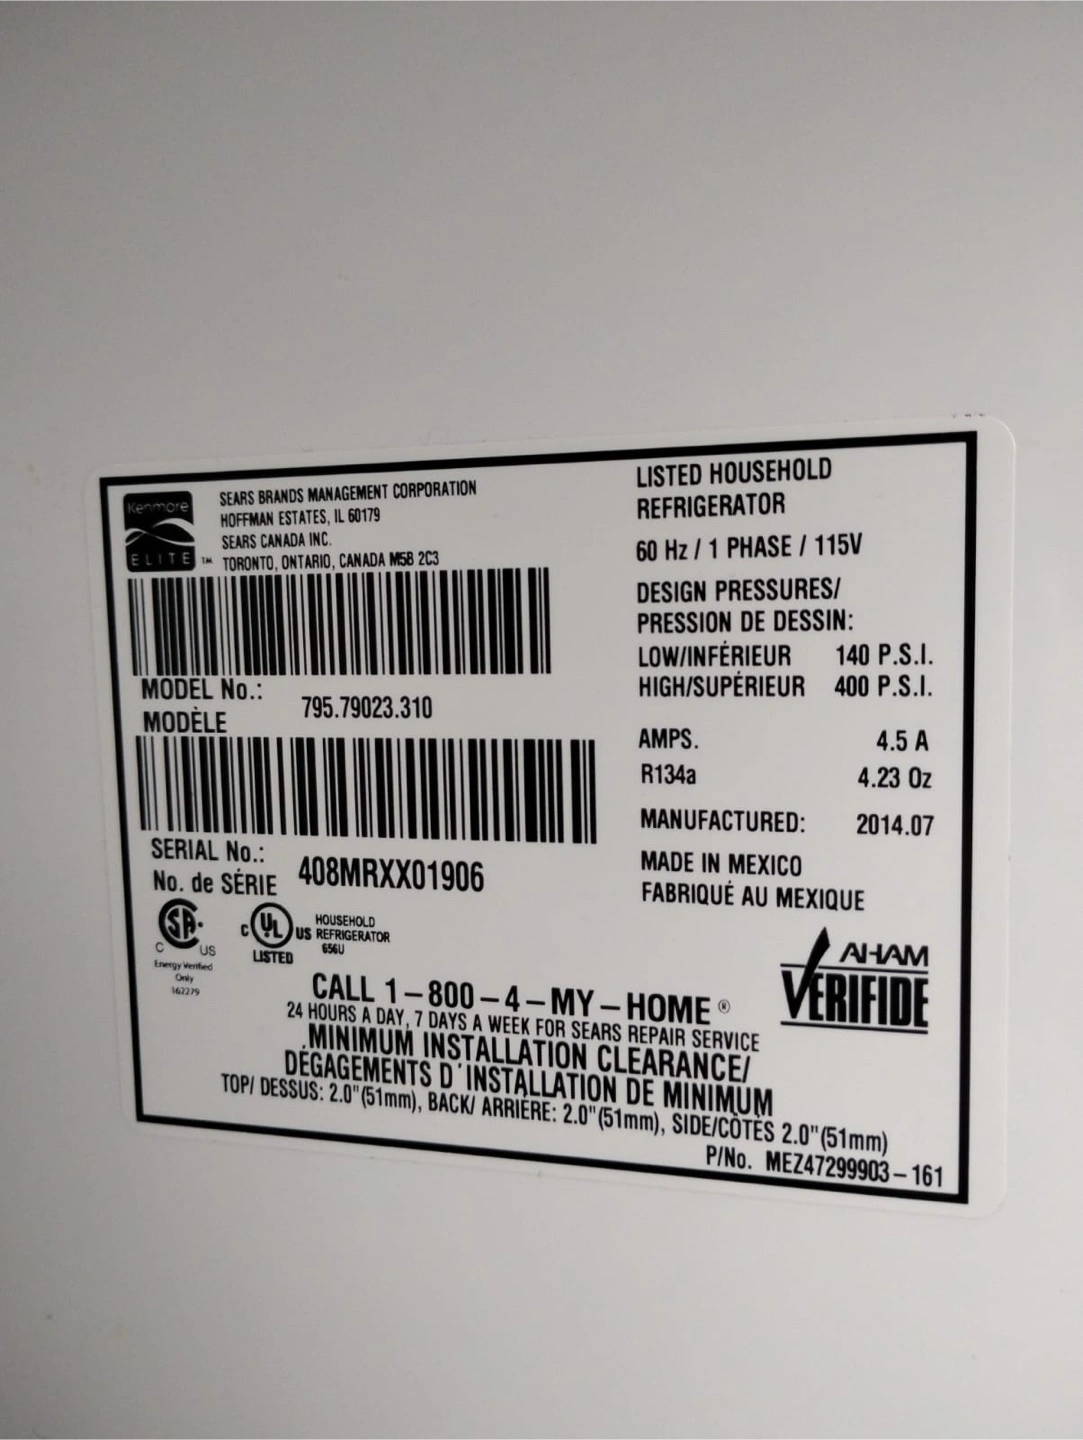 Kenmore
ELITE ™
SEARS BRANDS MANAGEMENT CORPORATION
HOFFMAN ESTATES, IL 60179
SEARS CANADA INC.
TORONTO, ONTARIO, CANADA M5B 2C3
MODEL No.: 795.79023.310
MODÈLE
SERIAL No.: 408MRXX01906
No. de SÉRIE
LISTED HOUSEHOLD
REFRIGERATOR
60 Hz / 1 PHASE / 115V
DESIGN PRESSURES/
PRESSION DE DESSIN:
LOW/INFÉRIEUR 140 P.S.I.
HIGH/SUPÉRIEUR 400 P.S.I.
AMPS. 4.5 A
R134a 4.23 Oz
MANUFACTURED: 2014.07
MADE IN MEXICO
FABRIQUÉ AU MEXIQUE
SA
C US
Energy Verified
Only
162279
C UL US
LISTED
HOUSEHOLD
REFRIGERATOR
656U
AHAM
VERIFIDE
CALL 1-800-4-MY-HOME ®
24 HOURS A DAY, 7 DAYS A WEEK FOR SEARS REPAIR SERVICE
MINIMUM INSTALLATION CLEARANCE/
DÉGAGEMENTS D'INSTALLATION DE MINIMUM
TOP/ DESSUS: 2.0"(51mm), BACK/ ARRIÈRE: 2.0"(51mm), SIDE/CÔTÉS 2.0"(51mm)
P/No. MEZ47299903-161